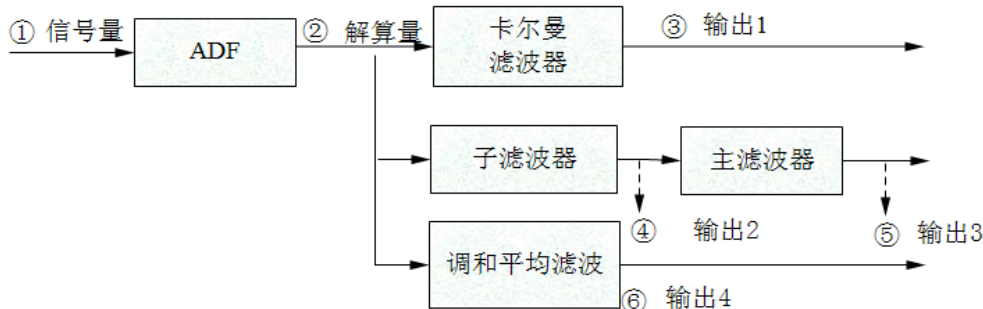 ① 信号量
ADF
② 解算量
卡尔曼
滤波器
③ 输出1
子滤波器
主滤波器
④ 输出2
⑤ 输出3
调和平均滤波
⑥ 输出4